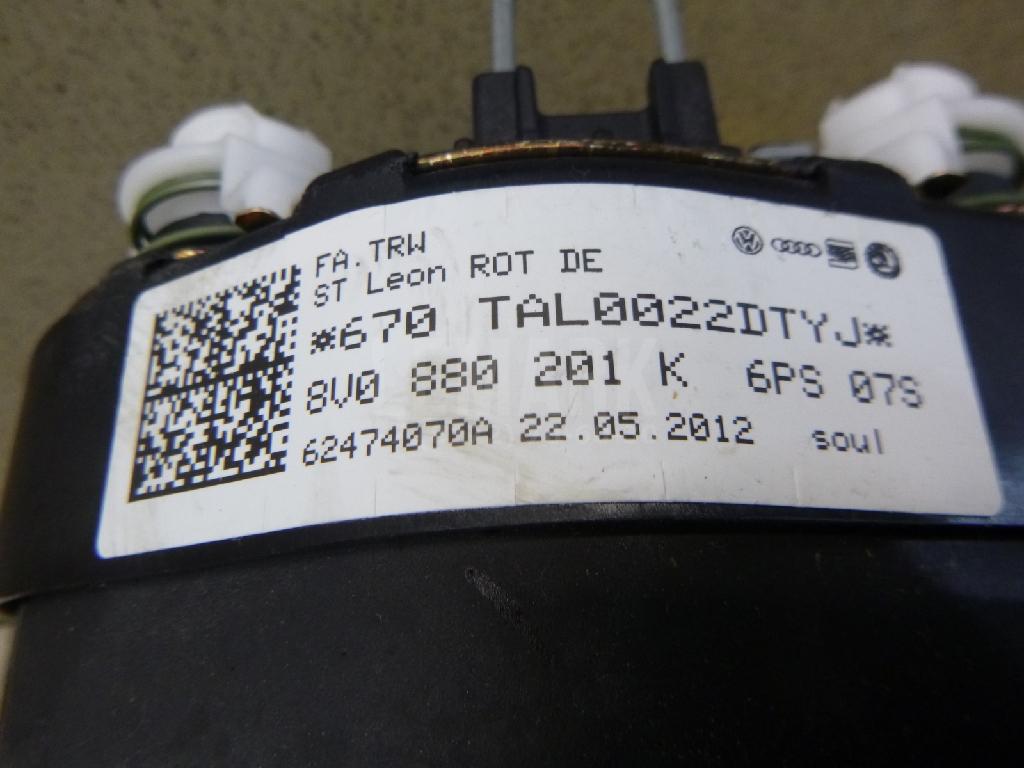 FA.TRW
ST Leon ROT DE
*670 TAL0022DTYJ*
8V0 880 201 K 6PS 07S
62474070A 22.05.2012 soul